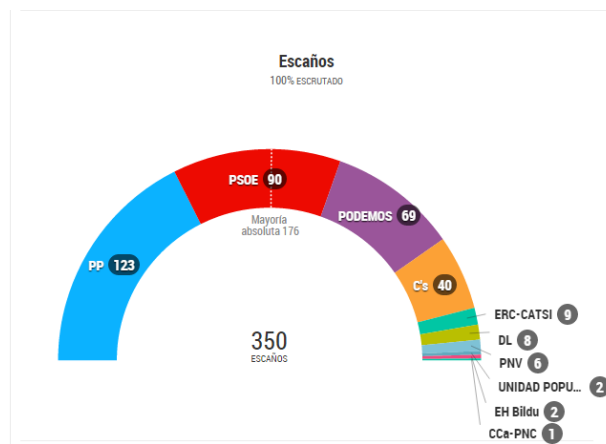 Escaños
100% ESCRUTADO
PSOE 90
Mayoría
absoluta 176
PODEMOS 69
PP 123
C's 40
ERC-CATSI 9
350
ESCAÑOS
DL 8
PNV 6
UNIDAD POPU... 2
EH Bildu 2
CCa-PNC 1